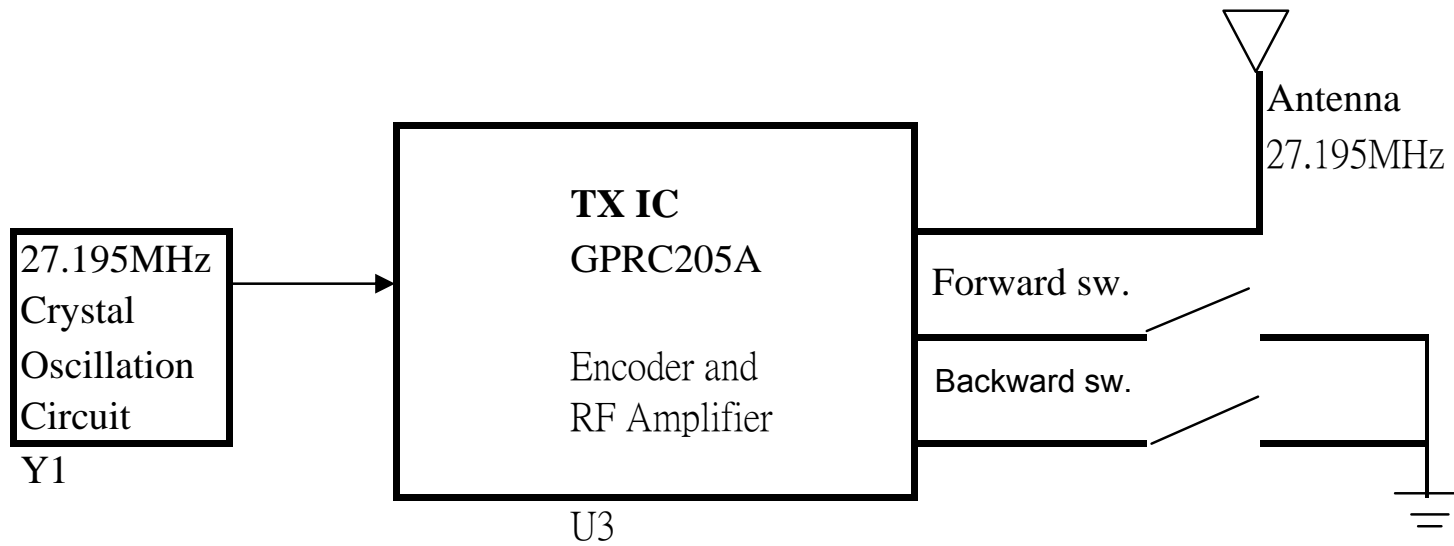 Antenna
27.195MHz
TX IC
GPRC205A
Encoder and
RF Amplifier
U3
27.195MHz
Crystal
Oscillation
Circuit
Y1
Forward sw.
Backward sw.